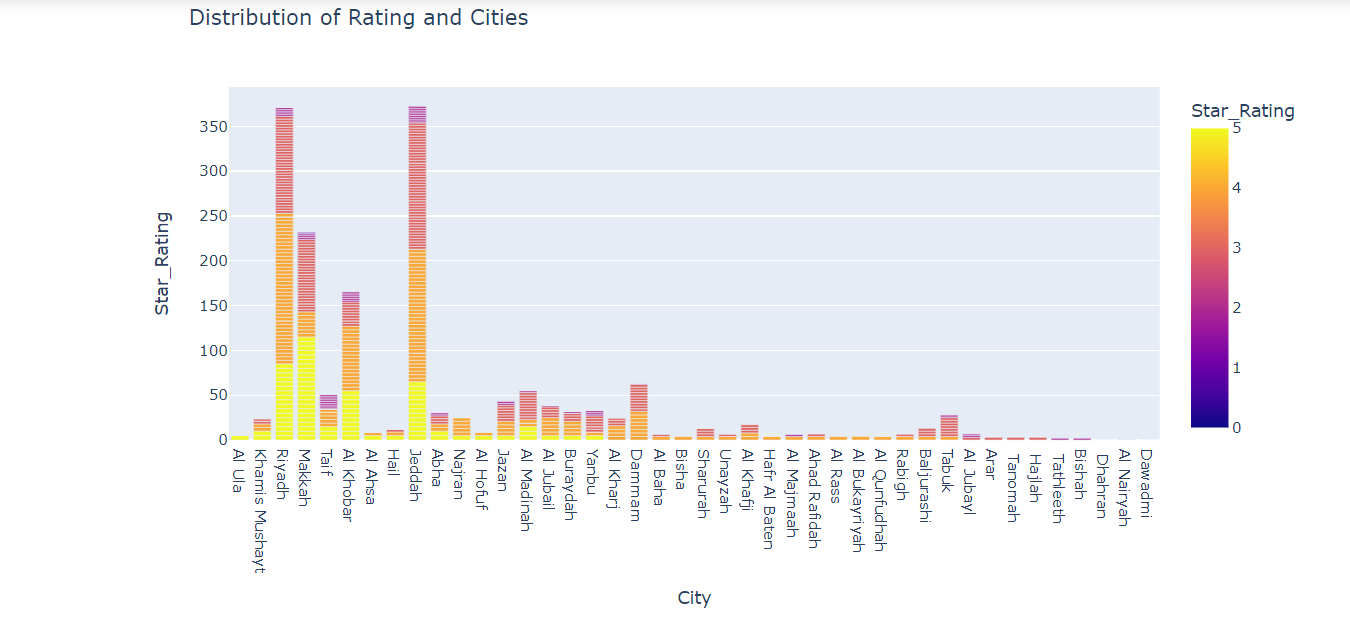 Distribution of Rating and Cities
Star_Rating
350
300
250
200
150
100
50
0
Star_Rating
5
4
3
2
1
0
Al Ula
Khamis Mushayt
Riyadh
Makkah
Taif
Al Khobar
Al Ahsa
Hail
Jeddah
Abha
Najran
Al Hofuf
Jazan
Al Madinah
Al Jubail
Buraydah
Yanbu
Al Kharj
Dammam
Al Baha
Bisha
Sharurah
Unayzah
Al Khafji
Hafr Al Baten
Al Majmaah
Ahad Rafidah
Al Rass
Al Bukayriyah
Al Qunfudhah
Rabigh
Baljurashi
Tabuk
Al Jubayl
Arar
Tanomah
Hajlah
Tathleeth
Bishah
Dhahran
Al Nairyah
Dawadmi
City